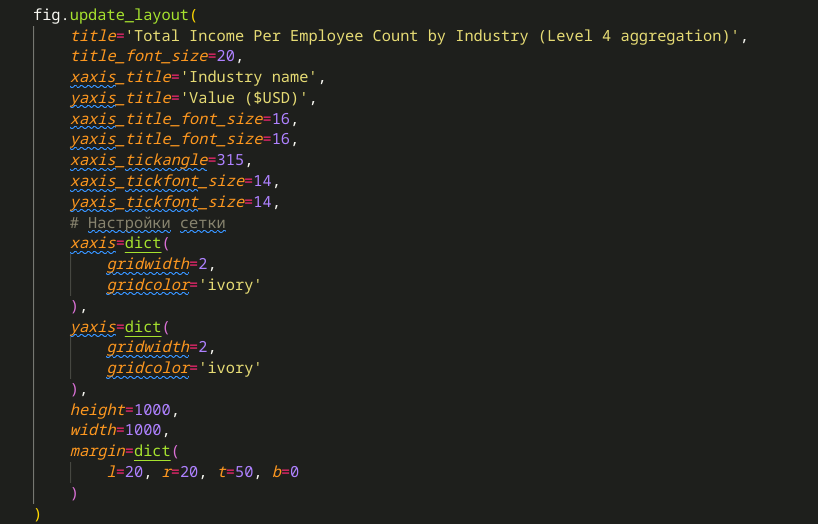 fig.update_layout(
    title='Total Income Per Employee Count by Industry (Level 4 aggregation)',
    title_font_size=20,
    xaxis_title='Industry name',
    yaxis_title='Value ($USD)',
    xaxis_title_font_size=16,
    yaxis_title_font_size=16,
    xaxis_tickangle=315,
    xaxis_tickfont_size=14,
    yaxis_tickfont_size=14,
    # Настройки сетки
    xaxis=dict(
        gridwidth=2,
        gridcolor='ivory'
    ),
    yaxis=dict(
        gridwidth=2,
        gridcolor='ivory'
    ),
    height=1000,
    width=1000,
    margin=dict(
        l=20, r=20, t=50, b=0
    )
)